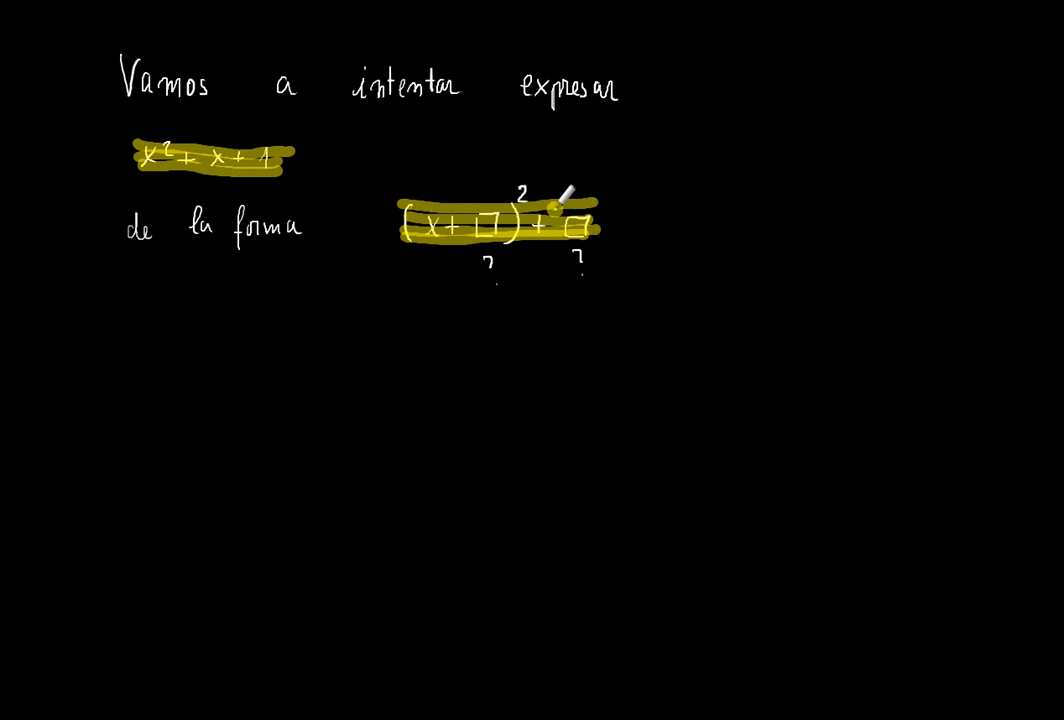 Vamos a intentar expresar
x² + x + 1
de la forma (x + □)² + □
? ?